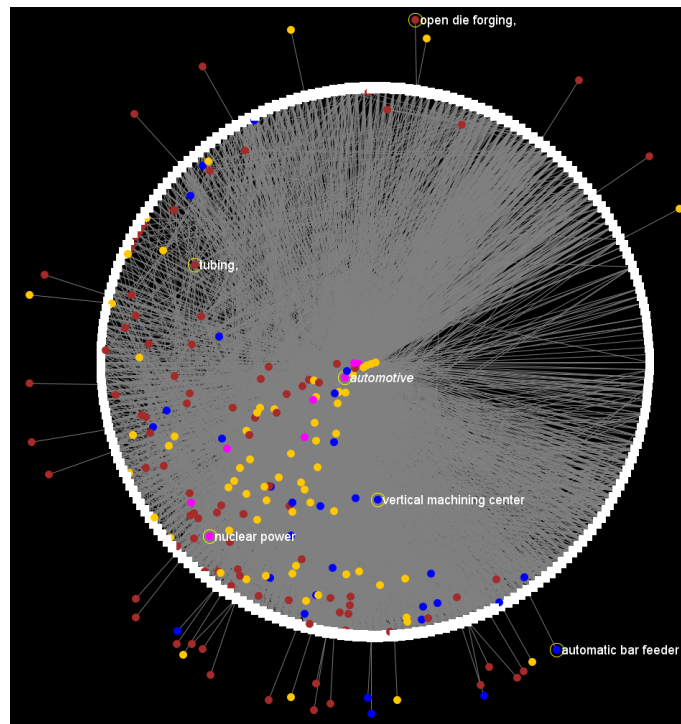 open die forging,
tubing,
automotive
vertical machining center
nuclear power
automatic bar feeder